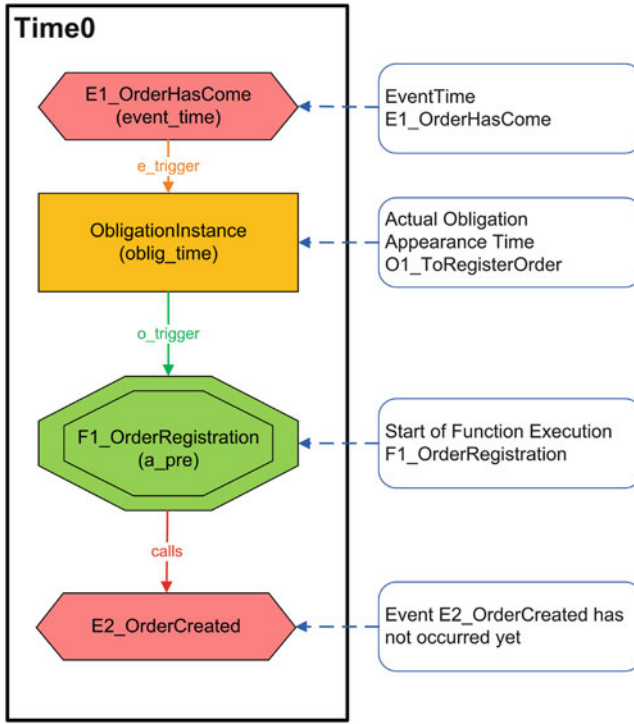 Time0
E1_OrderHasCome
(event_time)
EventTime
E1_OrderHasCome
e_trigger
ObligationInstance
(oblig_time)
Actual Obligation
Appearance Time
O1_ToRegisterOrder
o_trigger
F1_OrderRegistration
(a_pre)
Start of Function Execution
F1_OrderRegistration
calls
E2_OrderCreated
Event E2_OrderCreated has
not occurred yet